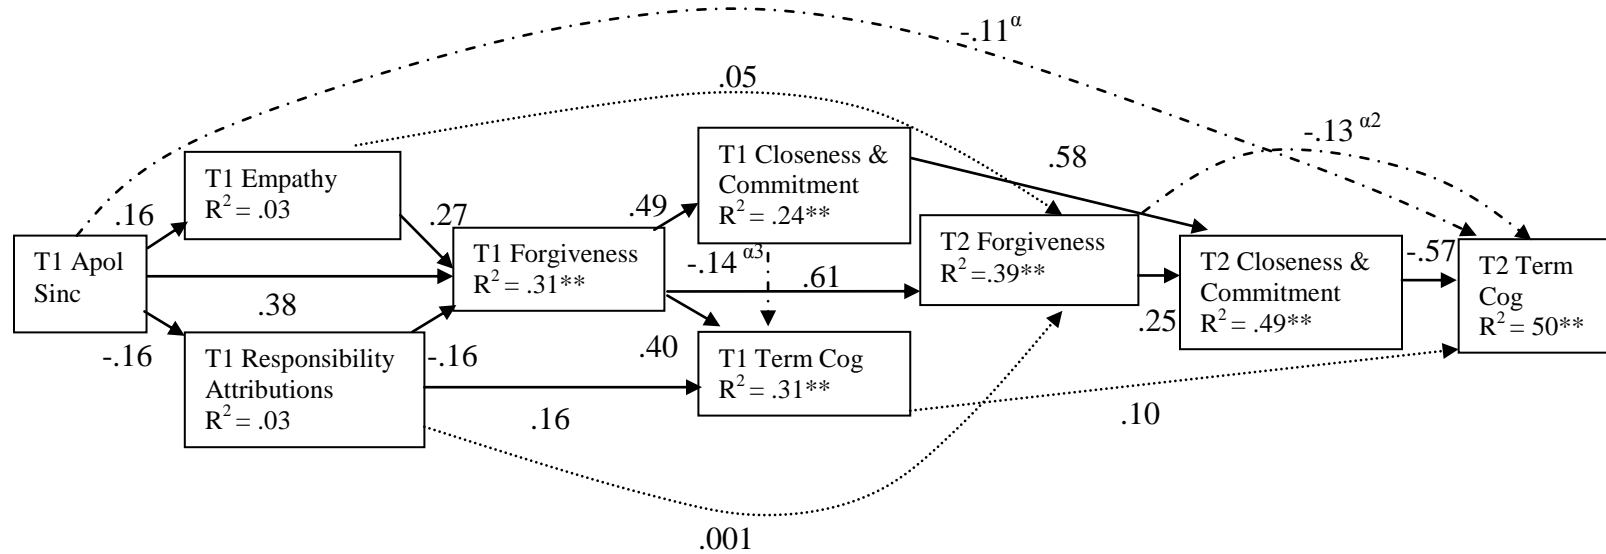 -.11α
.05
-.13 α2
T1 Empathy
R2 = .03
T1 Closeness &
Commitment
R2 = .24**
.58
.16
.27
.49
T1 Apol
Sinc
T1 Forgiveness
R2 = .31**
-.14 α3
T2 Forgiveness
R2 =.39**
T2 Closeness &
Commitment
R2 = .49**
-.57
T2 Term
Cog
R2 = 50**
.38
.61
.25
-.16
T1 Responsibility
Attributions
R2 = .03
-.16
.40
T1 Term Cog
R2 = .31**
.16
.10
.001